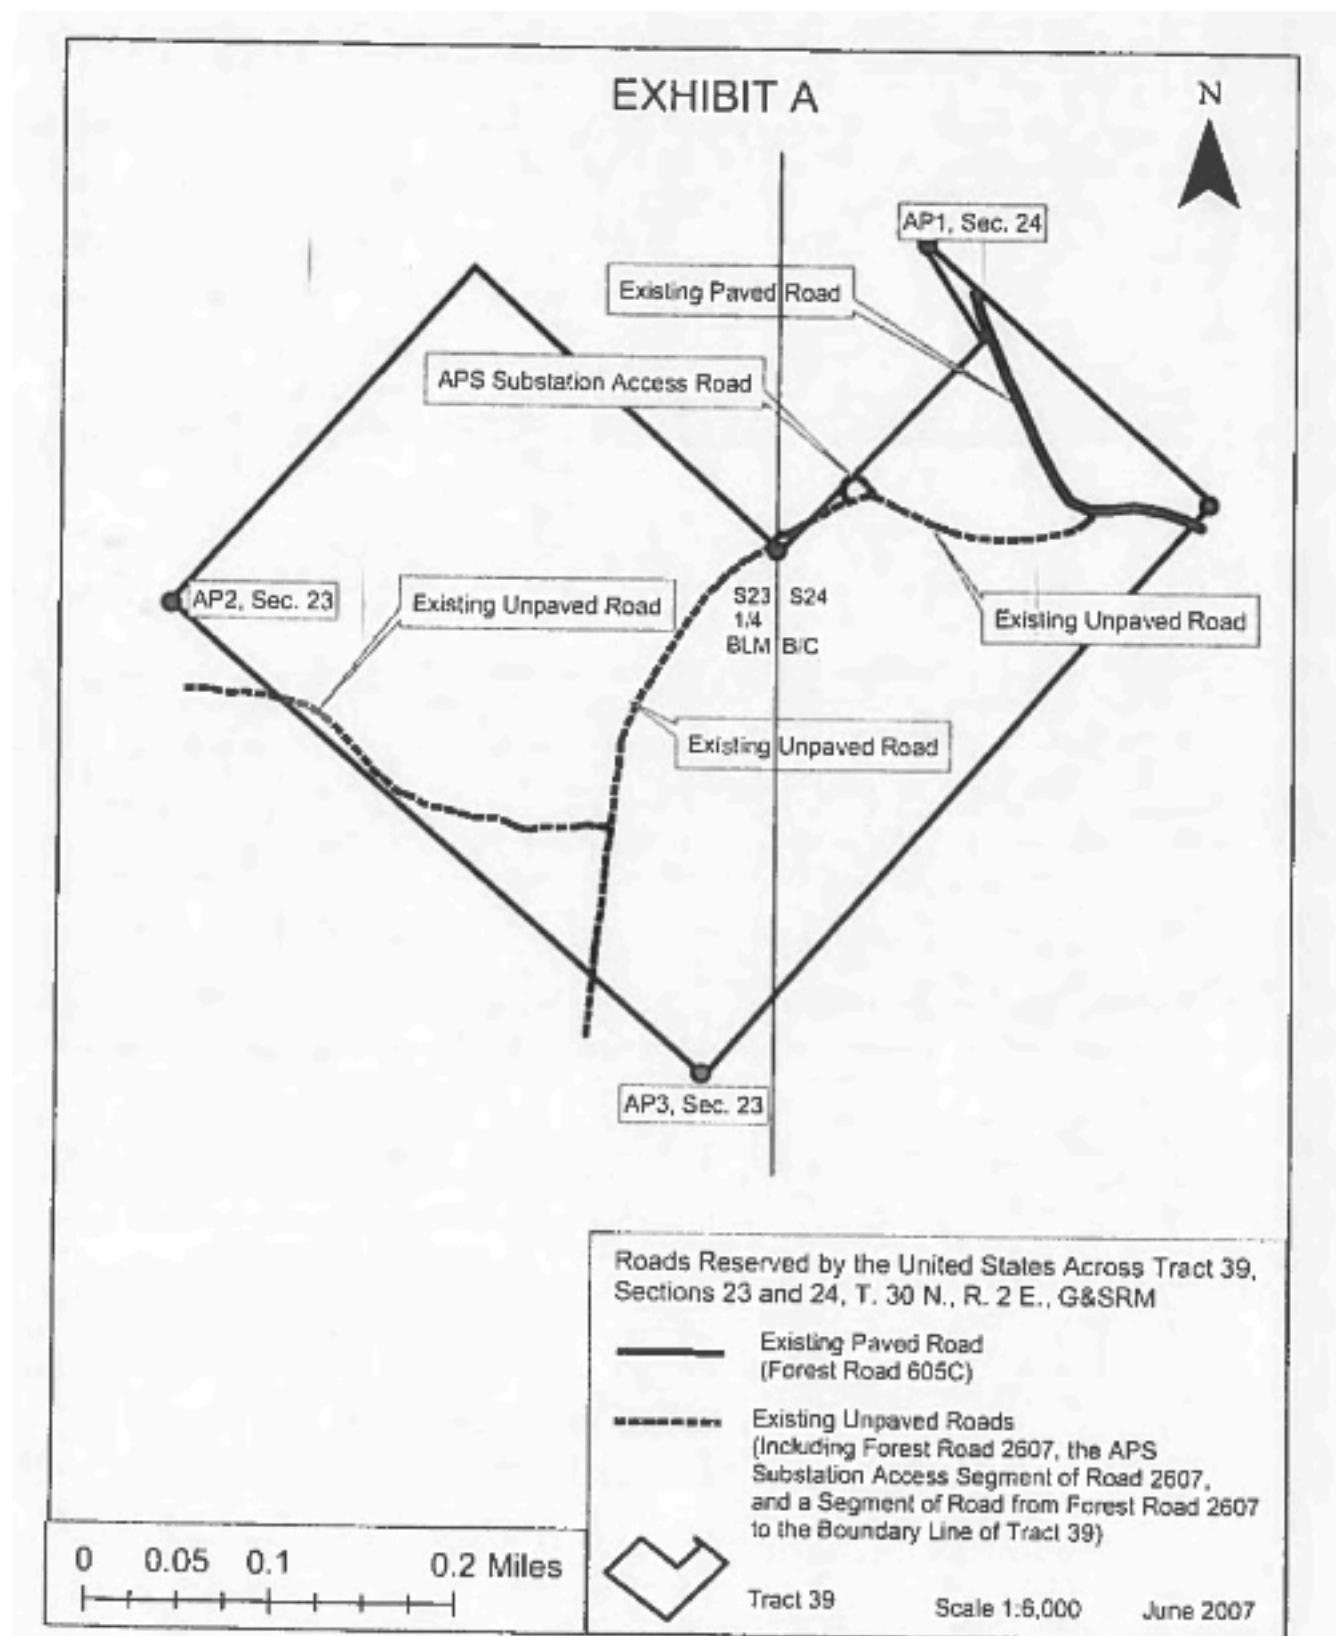 EXHIBIT A
N
AP1, Sec. 24
Existing Paved Road
APS Substation Access Road
AP2, Sec. 23
Existing Unpaved Road
S23 S24
1/4
BLM B/C
Existing Unpaved Road
Existing Unpaved Road
AP3, Sec. 23
Roads Reserved by the United States Across Tract 39,
Sections 23 and 24, T. 30 N., R. 2 E., G&SRM
Existing Paved Road
(Forest Road 605C)
Existing Unpaved Roads
(Including Forest Road 2607, the APS
Substation Access Segment of Road 2607,
and a Segment of Road from Forest Road 2607
to the Boundary Line of Tract 39)
0 0.05 0.1 0.2 Miles
Tract 39 Scale 1:6,000 June 2007